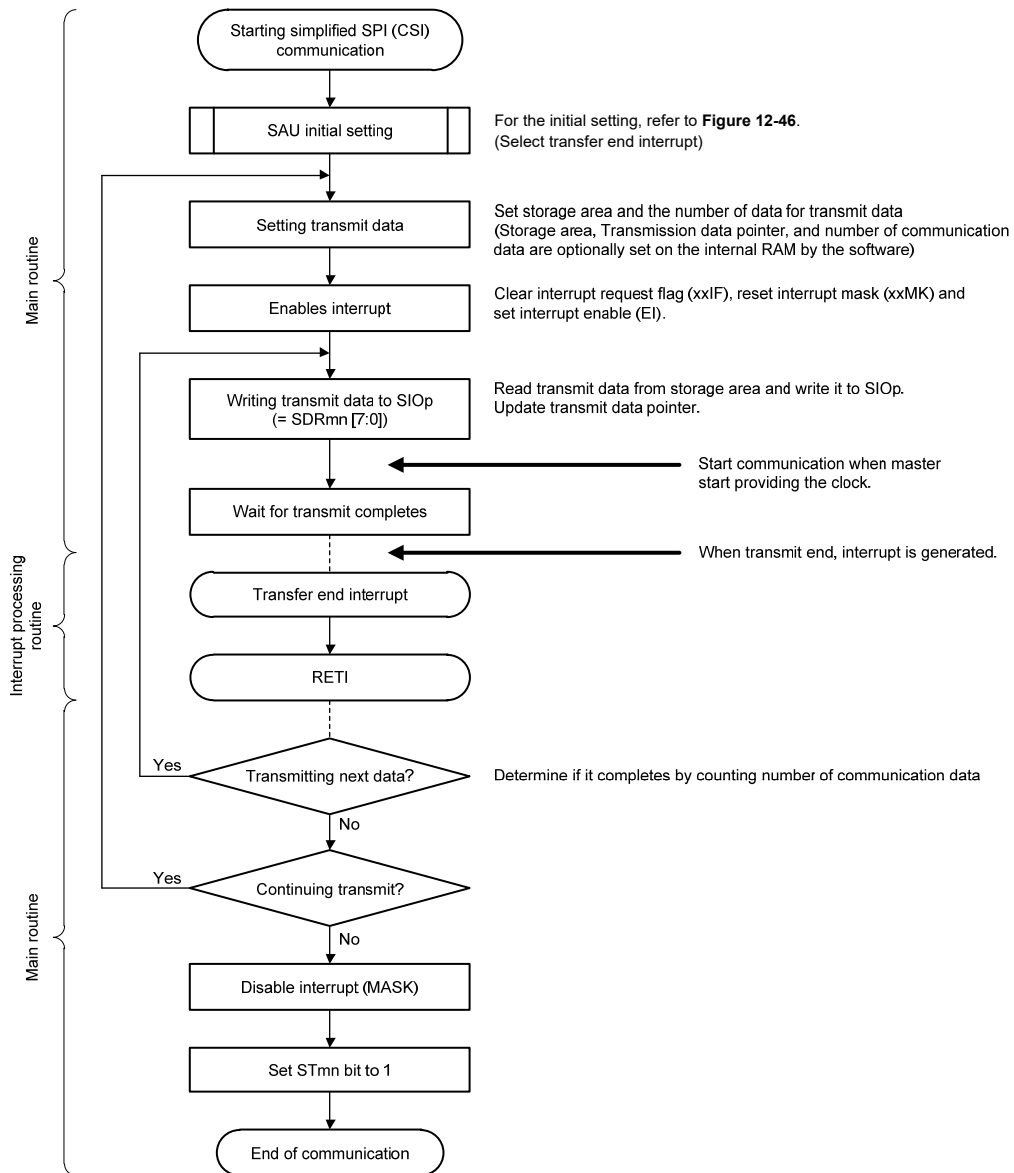 Starting simplified SPI (CSI)
communication
SAU initial setting
For the initial setting, refer to Figure 12-46.
(Select transfer end interrupt)
Setting transmit data
Set storage area and the number of data for transmit data
(Storage area, Transmission data pointer, and number of communication
data are optionally set on the internal RAM by the software)
Main routine
Enables interrupt
Clear interrupt request flag (xxIF), reset interrupt mask (xxMK) and
set interrupt enable (EI).
Writing transmit data to SIOp
(= SDRmn [7:0])
Read transmit data from storage area and write it to SIOp.
Update transmit data pointer.
Start communication when master
start providing the clock.
Wait for transmit completes
When transmit end, interrupt is generated.
Interrupt processing
routine
Transfer end interrupt
RETI
Yes
Transmitting next data?
Determine if it completes by counting number of communication data
No
Yes
Continuing transmit?
No
Main routine
Disable interrupt (MASK)
Set STmn bit to 1
End of communication